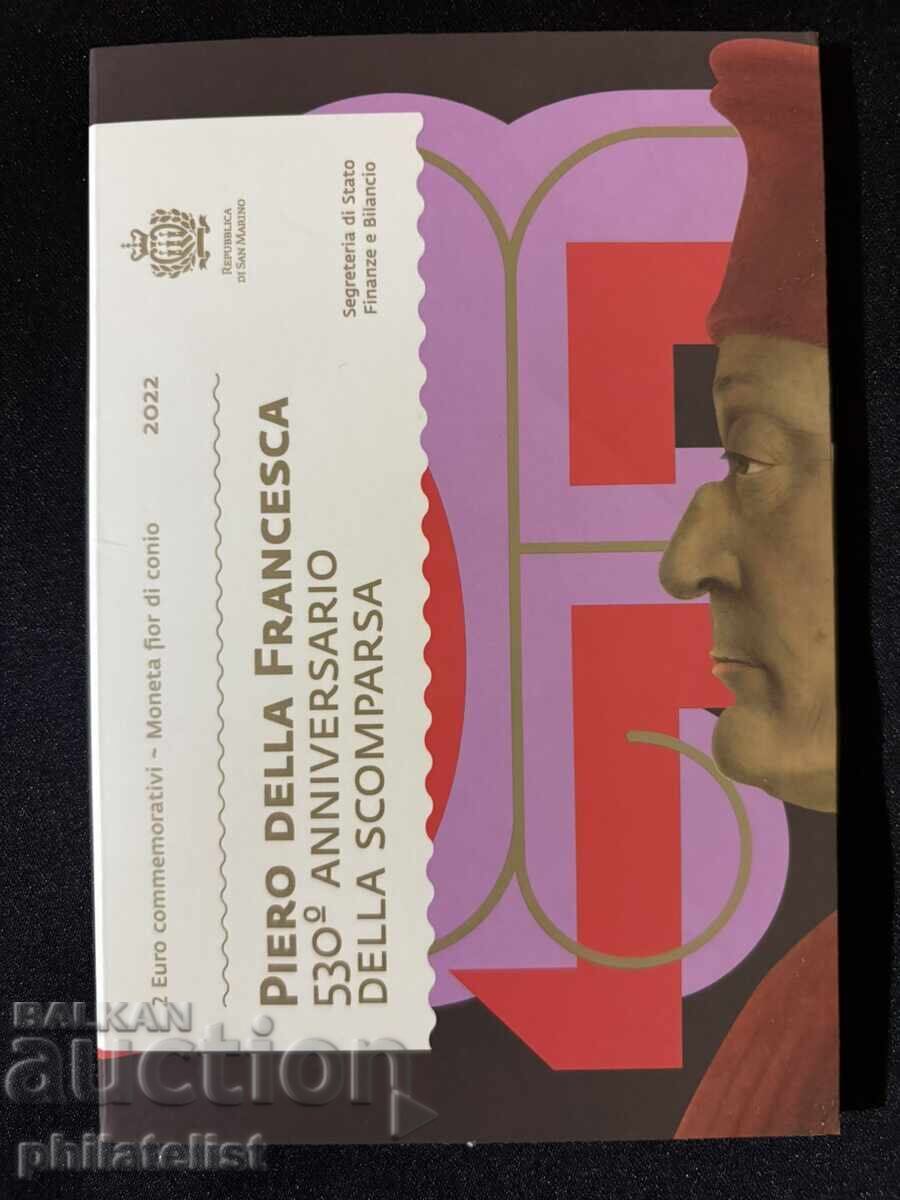 REPUBBLICA
DI SAN MARINO
Segreteria di Stato
Finanze e Bilancio
2 Euro commemorativi ~ Moneta fior di conio 2022
PIERO DELLA FRANCESCA
530º ANNIVERSARIO
DELLA SCOMPARSA
BALKAN
auction
philatelist